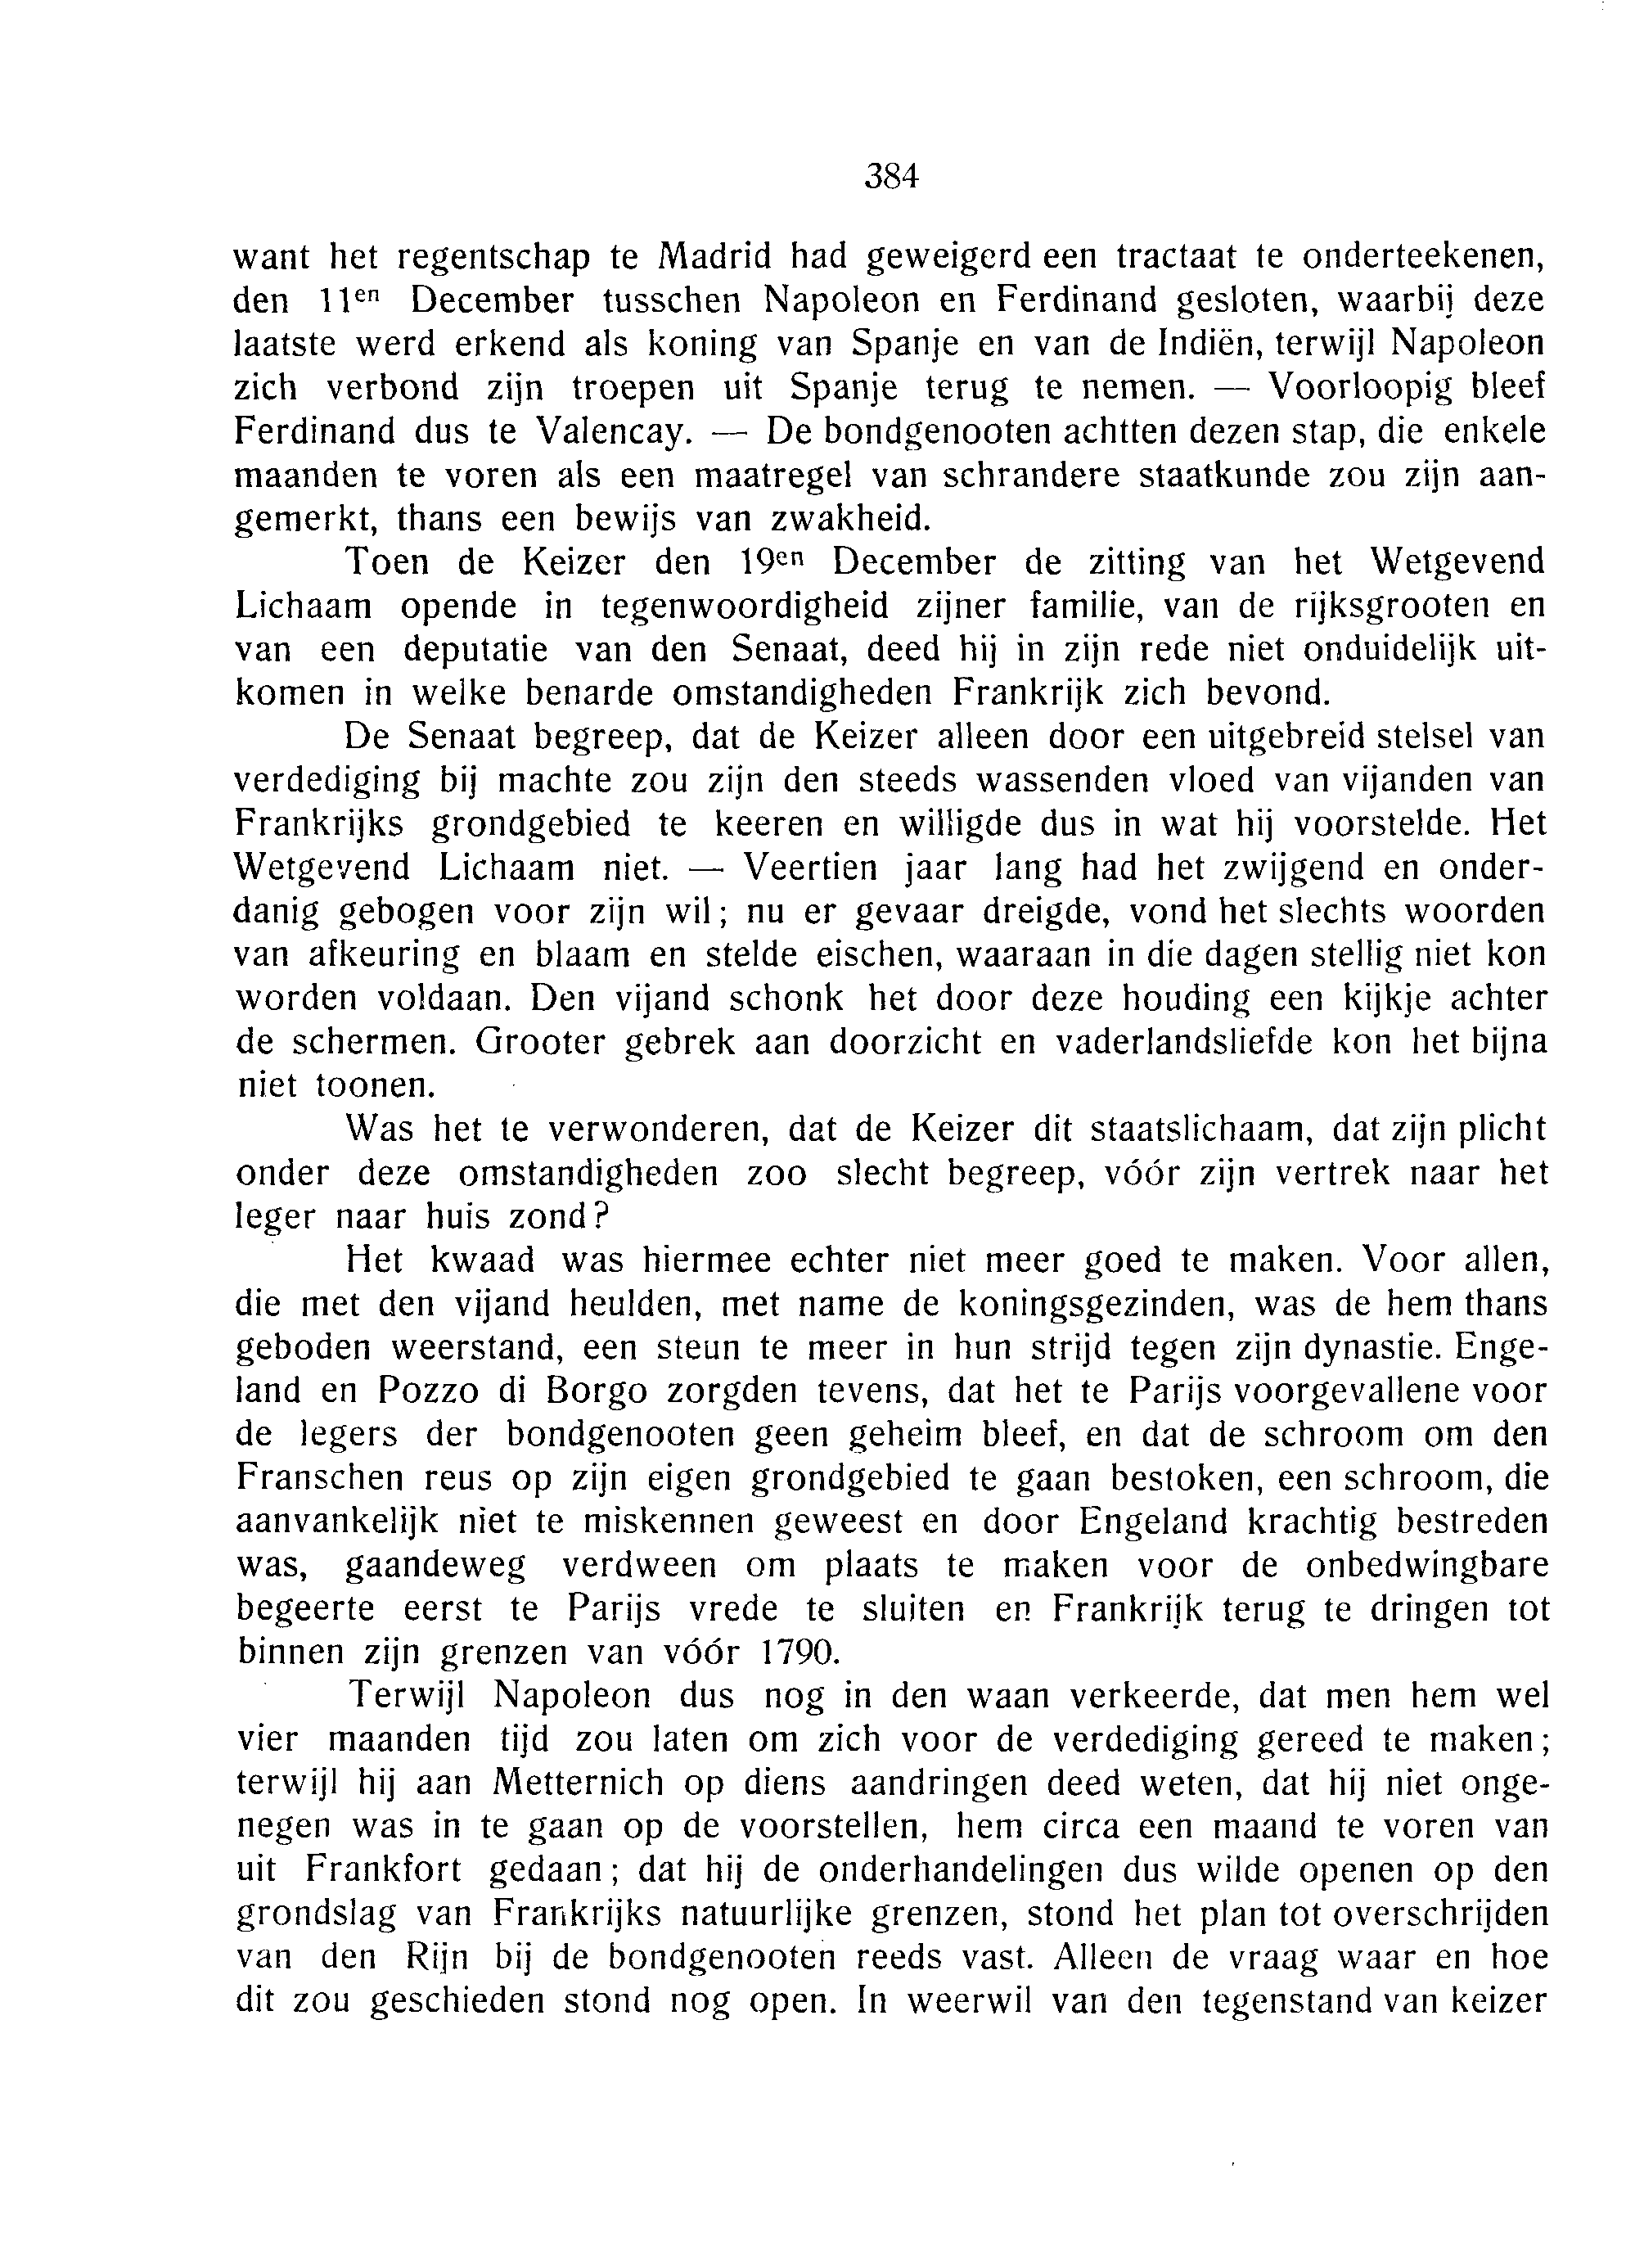 384
want het regentschap te Madrid had geweigerd een tractaat te onderteekenen,
den 11en December tusschen Napoleon en Ferdinand gesloten, waarbij deze
laatste werd erkend als koning van Spanje en van de Indiën, terwijl Napoleon
zich verbond zijn troepen uit Spanje terug te nemen. — Voorloopig bleef
Ferdinand dus te Valencay. — De bondgenooten achtten dezen stap, die enkele
maanden te voren als een maatregel van schrandere staatkunde zou zijn aan-
gemerkt, thans een bewijs van zwakheid.
Toen de Keizer den 19en December de zitting van het Wetgevend
Lichaam opende in tegenwoordigheid zijner familie, van de rijksgrooten en
van een deputatie van den Senaat, deed hij in zijn rede niet onduidelijk uit-
komen in welke benarde omstandigheden Frankrijk zich bevond.
De Senaat begreep, dat de Keizer alleen door een uitgebreid stelsel van
verdediging bij machte zou zijn den steeds wassenden vloed van vijanden van
Frankrijks grondgebied te keeren en willigde dus in wat hij voorstelde. Het
Wetgevend Lichaam niet. — Veertien jaar lang had het zwijgend en onder-
danig gebogen voor zijn wil; nu er gevaar dreigde, vond het slechts woorden
van afkeuring en blaam en stelde eischen, waaraan in die dagen stellig niet kon
worden voldaan. Den vijand schonk het door deze houding een kijkje achter
de schermen. Grooter gebrek aan doorzicht en vaderlandsliefde kon het bijna
niet toonen.
Was het te verwonderen, dat de Keizer dit staatslichaam, dat zijn plicht
onder deze omstandigheden zoo slecht begreep, vóór zijn vertrek naar het
leger naar huis zond?
Het kwaad was hiermee echter niet meer goed te maken. Voor allen,
die met den vijand heulden, met name de koningsgezinden, was de hem thans
geboden weerstand, een steun te meer in hun strijd tegen zijn dynastie. Enge-
land en Pozzo di Borgo zorgden tevens, dat het te Parijs voorgevallene voor
de legers der bondgenooten geen geheim bleef, en dat de schroom om den
Franschen reus op zijn eigen grondgebied te gaan bestoken, een schroom, die
aanvankelijk niet te miskennen geweest en door Engeland krachtig bestreden
was, gaandeweg verdween om plaats te maken voor de onbedwingbare
begeerte eerst te Parijs vrede te sluiten en Frankrijk terug te dringen tot
binnen zijn grenzen van vóór 1790.
Terwijl Napoleon dus nog in den waan verkeerde, dat men hem wel
vier maanden tijd zou laten om zich voor de verdediging gereed te maken;
terwijl hij aan Metternich op diens aandringen deed weten, dat hij niet onge-
negen was in te gaan op de voorstellen, hem circa een maand te voren van
uit Frankfort gedaan; dat hij de onderhandelingen dus wilde openen op den
grondslag van Frankrijks natuurlijke grenzen, stond het plan tot overschrijden
van den Rijn bij de bondgenooten reeds vast. Alleen de vraag waar en hoe
dit zou geschieden stond nog open. In weerwil van den tegenstand van keizer